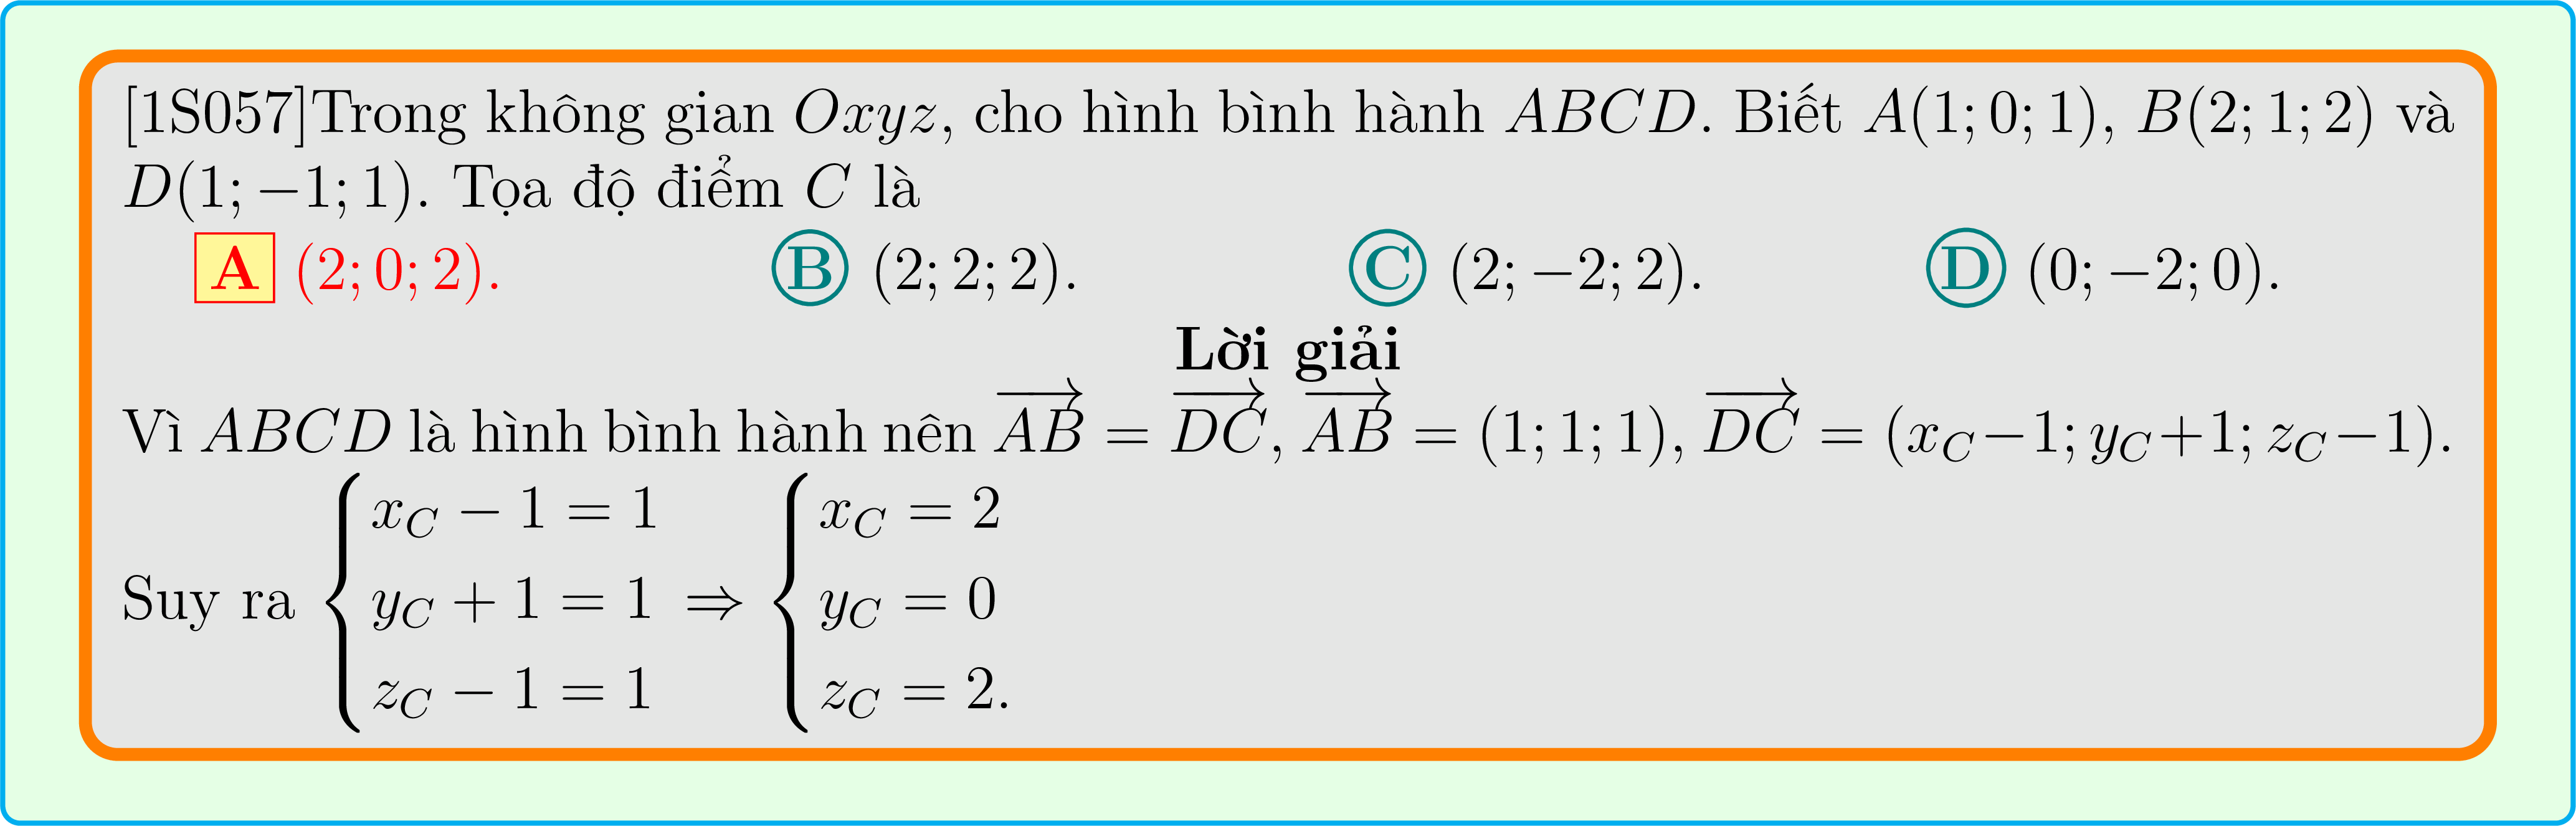 [1S057]Trong không gian Oxyz, cho hình bình hành ABCD. Biết A(1; 0; 1), B(2; 1; 2) và
D(1; −1; 1). Tọa độ điểm C là
A (2; 0; 2). B (2; 2; 2). C (2; −2; 2). D (0; −2; 0).
Lời giải
Vì ABCD là hình bình hành nên \overrightarrow{AB} = \overrightarrow{DC}, \overrightarrow{AB} = (1; 1; 1), \overrightarrow{DC} = (x_C−1; y_C+1; z_C−1).
Suy ra \begin{cases} x_C − 1 = 1 \\ y_C + 1 = 1 \\ z_C − 1 = 1 \end{cases} ⇒ \begin{cases} x_C = 2 \\ y_C = 0 \\ z_C = 2. \end{cases}